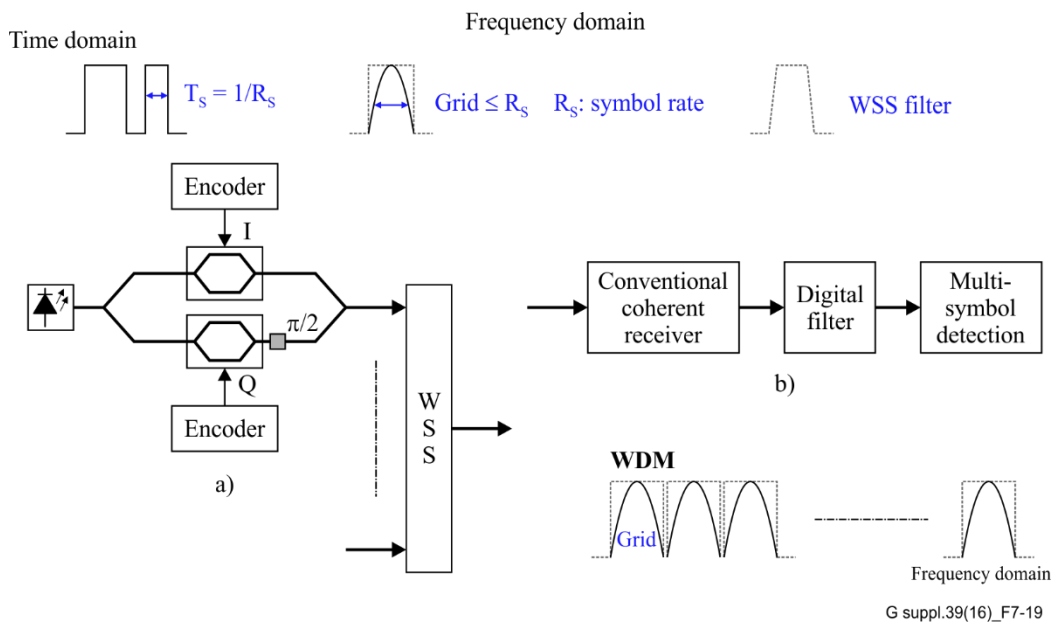 Time domain
Frequency domain
T_S = 1/R_S
Grid ≤ R_S R_S: symbol rate
WSS filter
Encoder
I
π/2
Q
Encoder
a)
W
S
S
Conventional
coherent
receiver
Digital
filter
Multi-
symbol
detection
b)
WDM
Grid
Frequency domain
G suppl.39(16)_F7-19